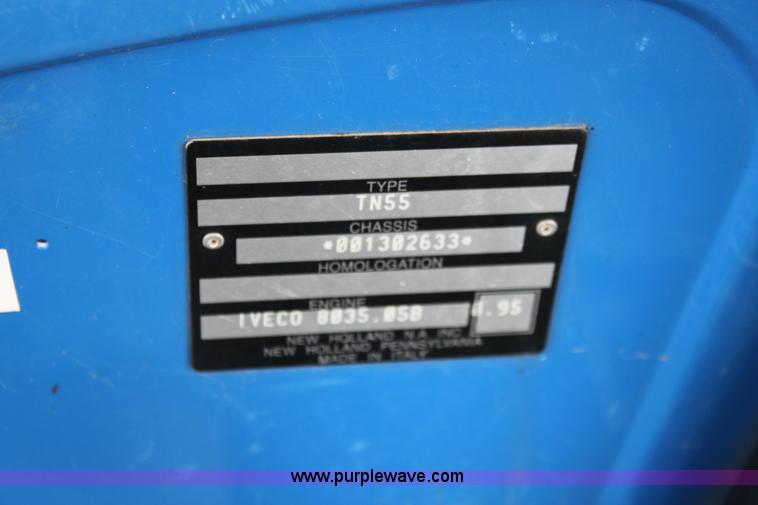 TYPE
TN55
CHASSIS
*001302633*
HOMOLOGATION
ENGINE
IVECO 8035.05B
NEW HOLLAND N.A. INC.
NEW HOLLAND PENNSYLVANIA
MADE IN ITALY
www.purplewave.com